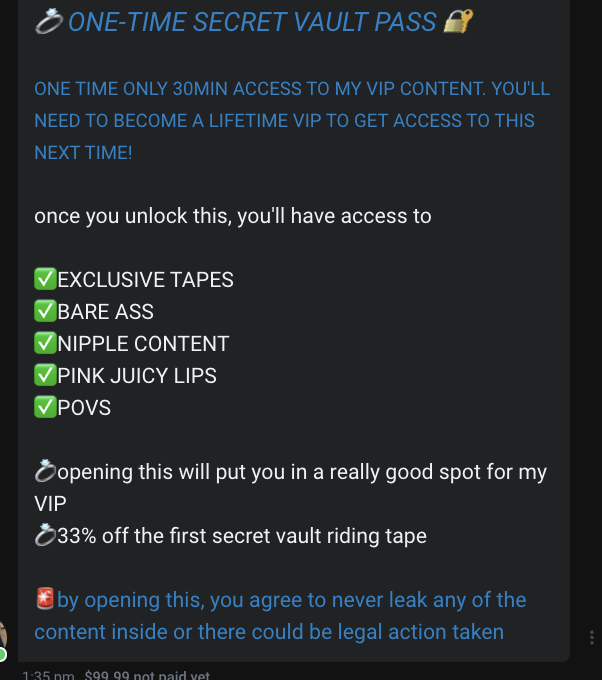 💍 ONE-TIME SECRET VAULT PASS 🔐
ONE TIME ONLY 30MIN ACCESS TO MY VIP CONTENT. YOU'LL
NEED TO BECOME A LIFETIME VIP TO GET ACCESS TO THIS
NEXT TIME!
once you unlock this, you'll have access to
✅EXCLUSIVE TAPES
✅BARE ASS
✅NIPPLE CONTENT
✅PINK JUICY LIPS
✅POVS
💍opening this will put you in a really good spot for my
VIP
💍33% off the first secret vault riding tape
🚨by opening this, you agree to never leak any of the
content inside or there could be legal action taken
1:35 pm $99.99 not paid yet